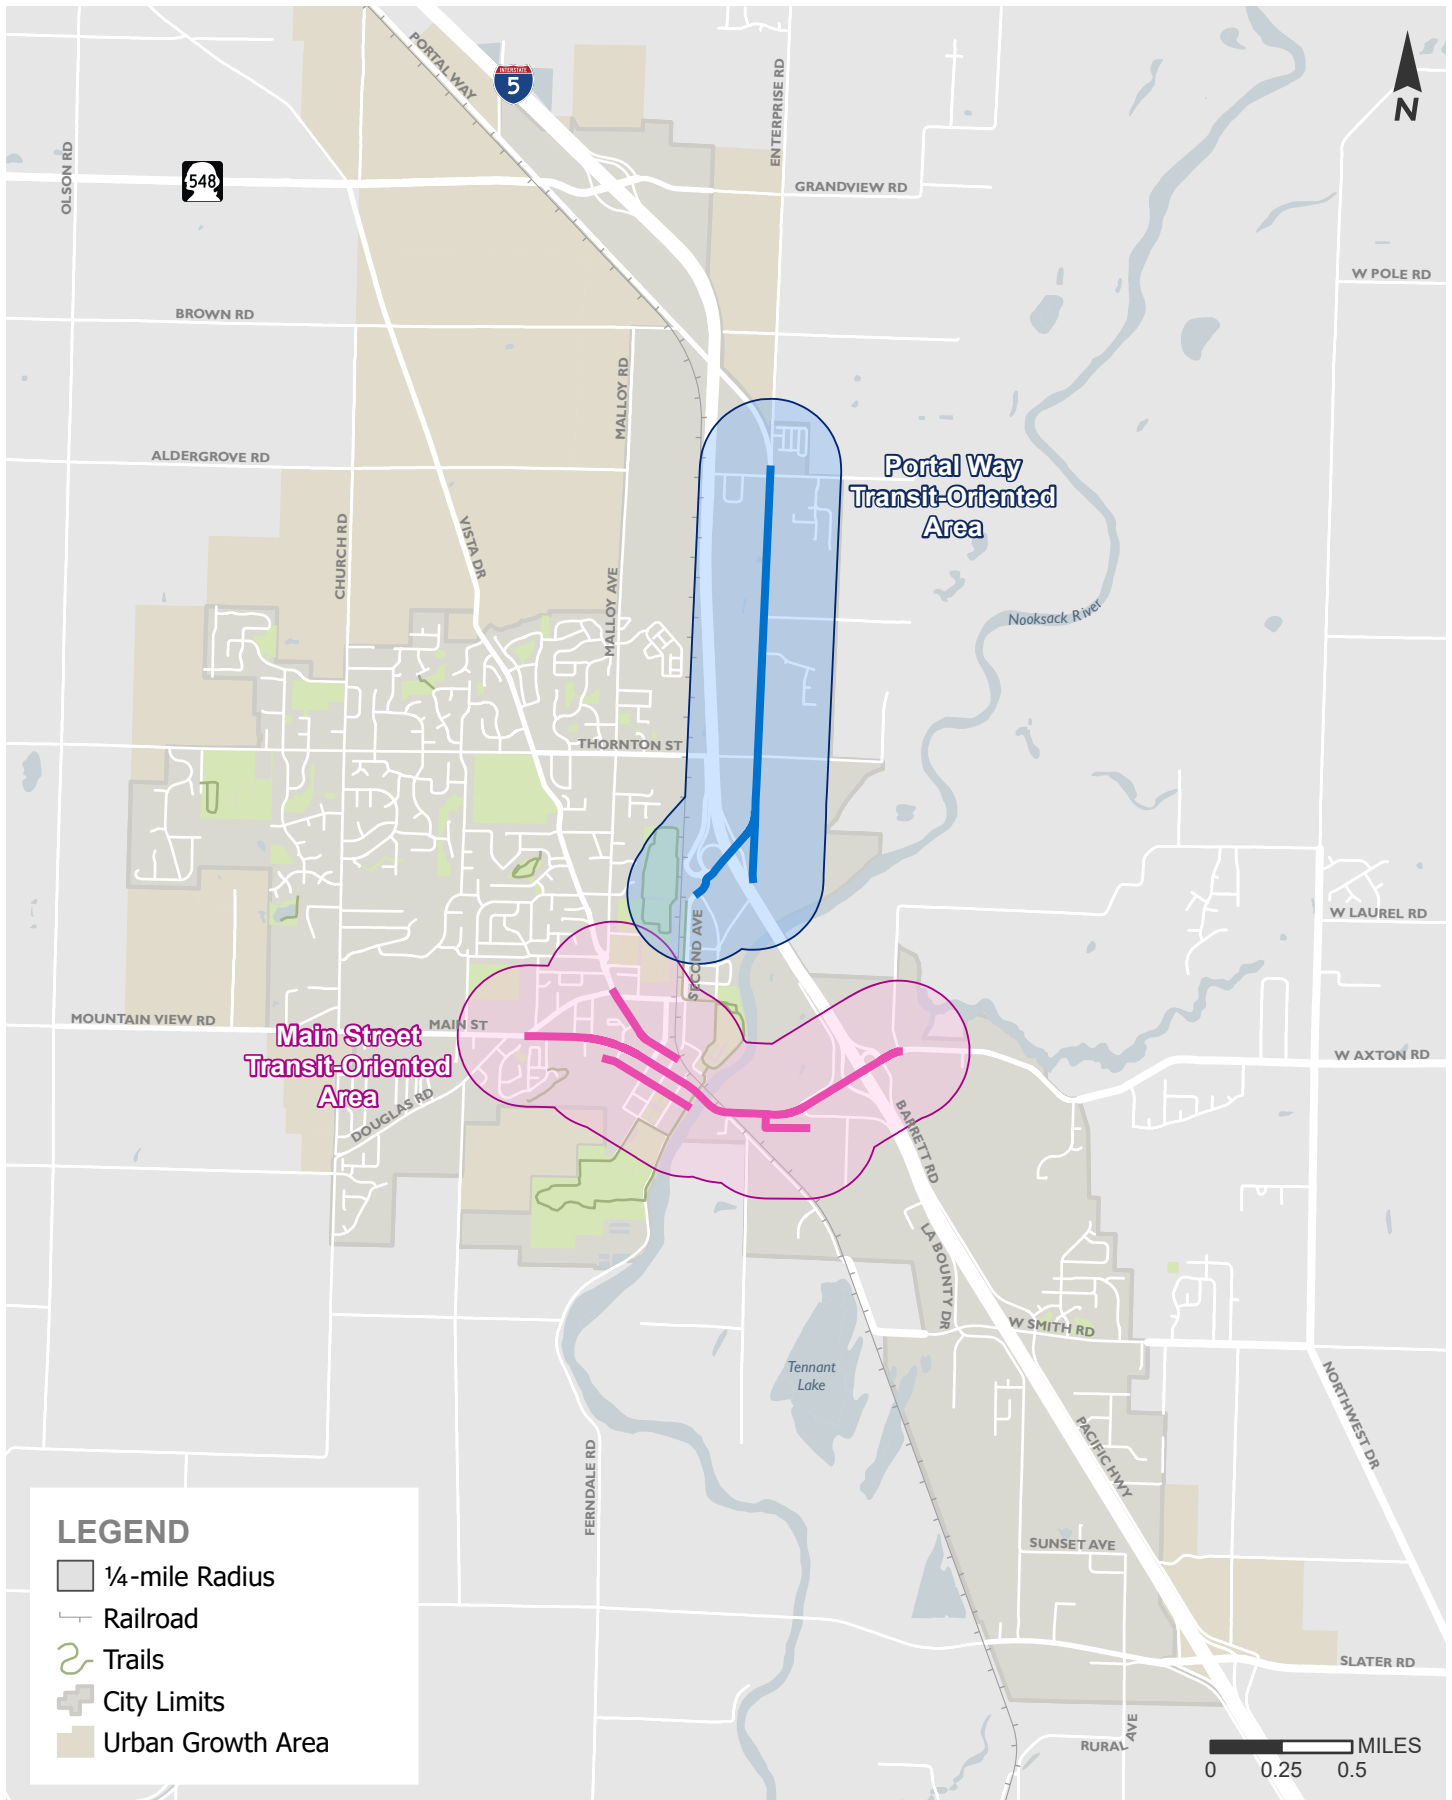 PORTAL WAY
INTERSTATE
5
ENTERPRISE RD
N
OLSON RD
548
GRANDVIEW RD
W POLE RD
BROWN RD
MALLOY RD
ALDERGROVE RD
Portal Way
Transit-Oriented
Area
CHURCH RD
VISTA DR
MALLOY AVE
Nooksack River
THORNTON ST
SECOND AVE
W LAUREL RD
MOUNTAIN VIEW RD
MAIN ST
Main Street
Transit-Oriented
Area
W AXTON RD
DOUGLAS RD
BARRETT RD
LA BOUNTY DR
W SMITH RD
Tennant
Lake
NORTHWEST DR
PACIFIC HWY
FERNDALE RD
SUNSET AVE
SLATER RD
RURAL AVE
LEGEND
¼-mile Radius
Railroad
Trails
City Limits
Urban Growth Area
MILES
0 0.25 0.5